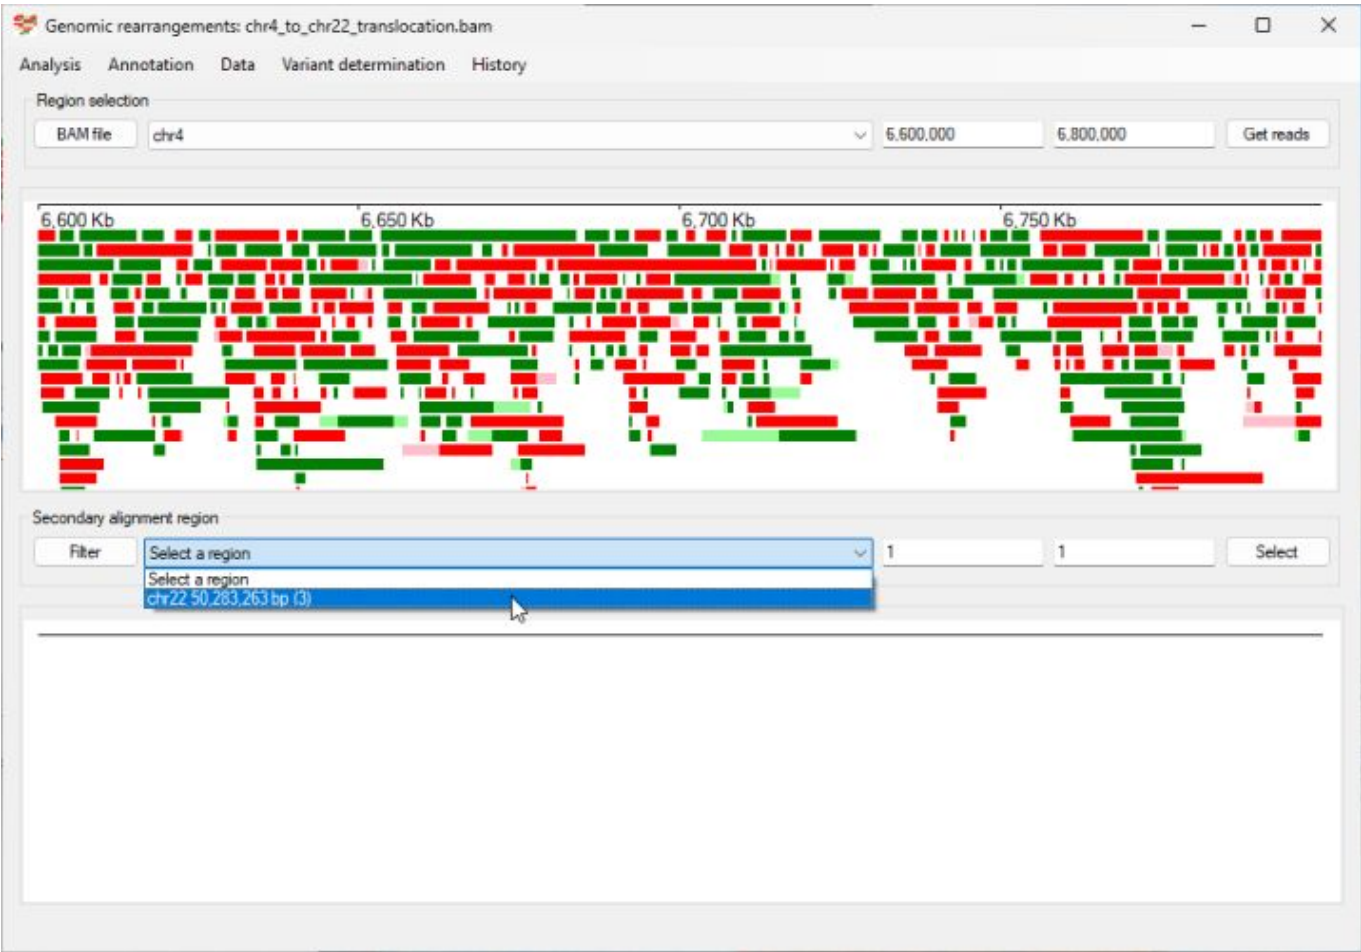 Genomic rearrangements: chr4_to_chr22_translocation.bam
Analysis Annotation Data Variant determination History
Region selection
BAM file chr4 6,600,000 6,800,000 Get reads
6,600 Kb 6,650 Kb 6,700 Kb 6,750 Kb
Secondary alignment region
Filter Select a region 1 1 Select
Select a region
chr22 50,283,263 bp (3)